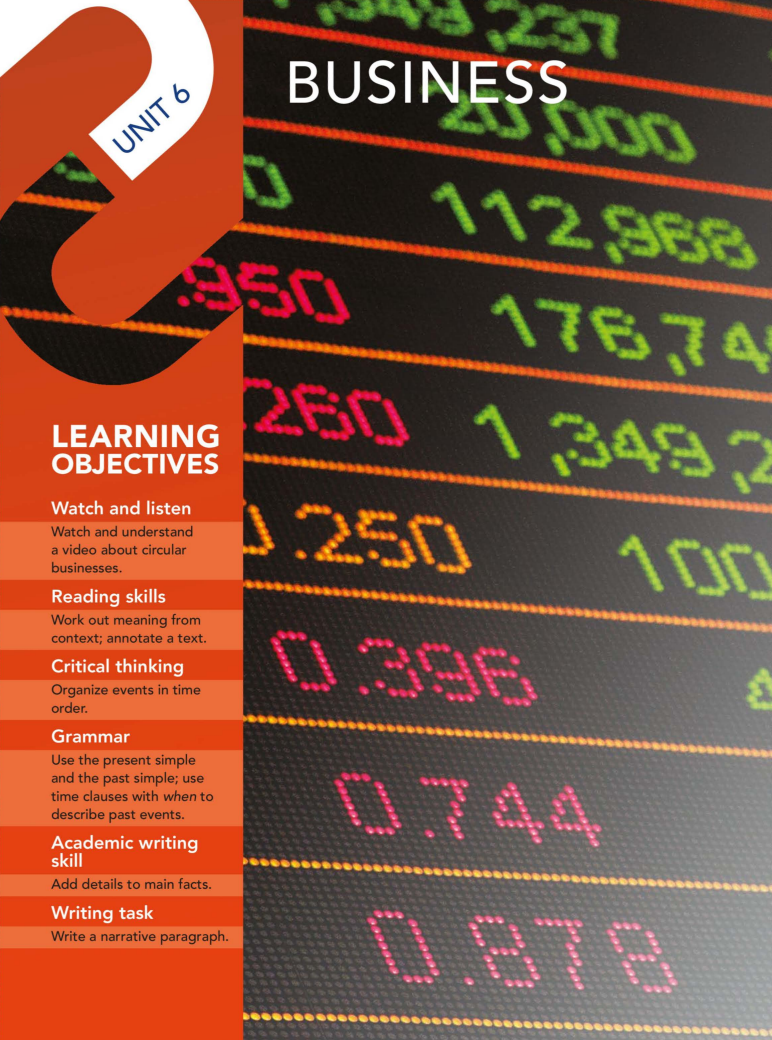 UNIT 6
BUSINESS
1,349,237
20,000
112,968
.950
176,74
260
1,349,2
0.250
100
0.396
0.744
0.878
LEARNING
OBJECTIVES
Watch and listen
Watch and understand
a video about circular
businesses.
Reading skills
Work out meaning from
context; annotate a text.
Critical thinking
Organize events in time
order.
Grammar
Use the present simple
and the past simple; use
time clauses with when to
describe past events.
Academic writing
skill
Add details to main facts.
Writing task
Write a narrative paragraph.